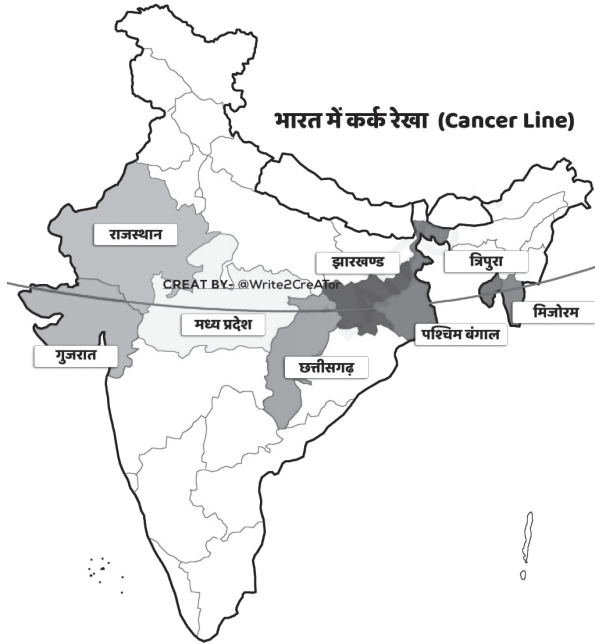 भारत में कर्क रेखा (Cancer Line)
राजस्थान
झारखण्ड
त्रिपुरा
CREAT BY- @Write2CreATor
मिजोरम
मध्य प्रदेश
पश्चिम बंगाल
गुजरात
छत्तीसगढ़